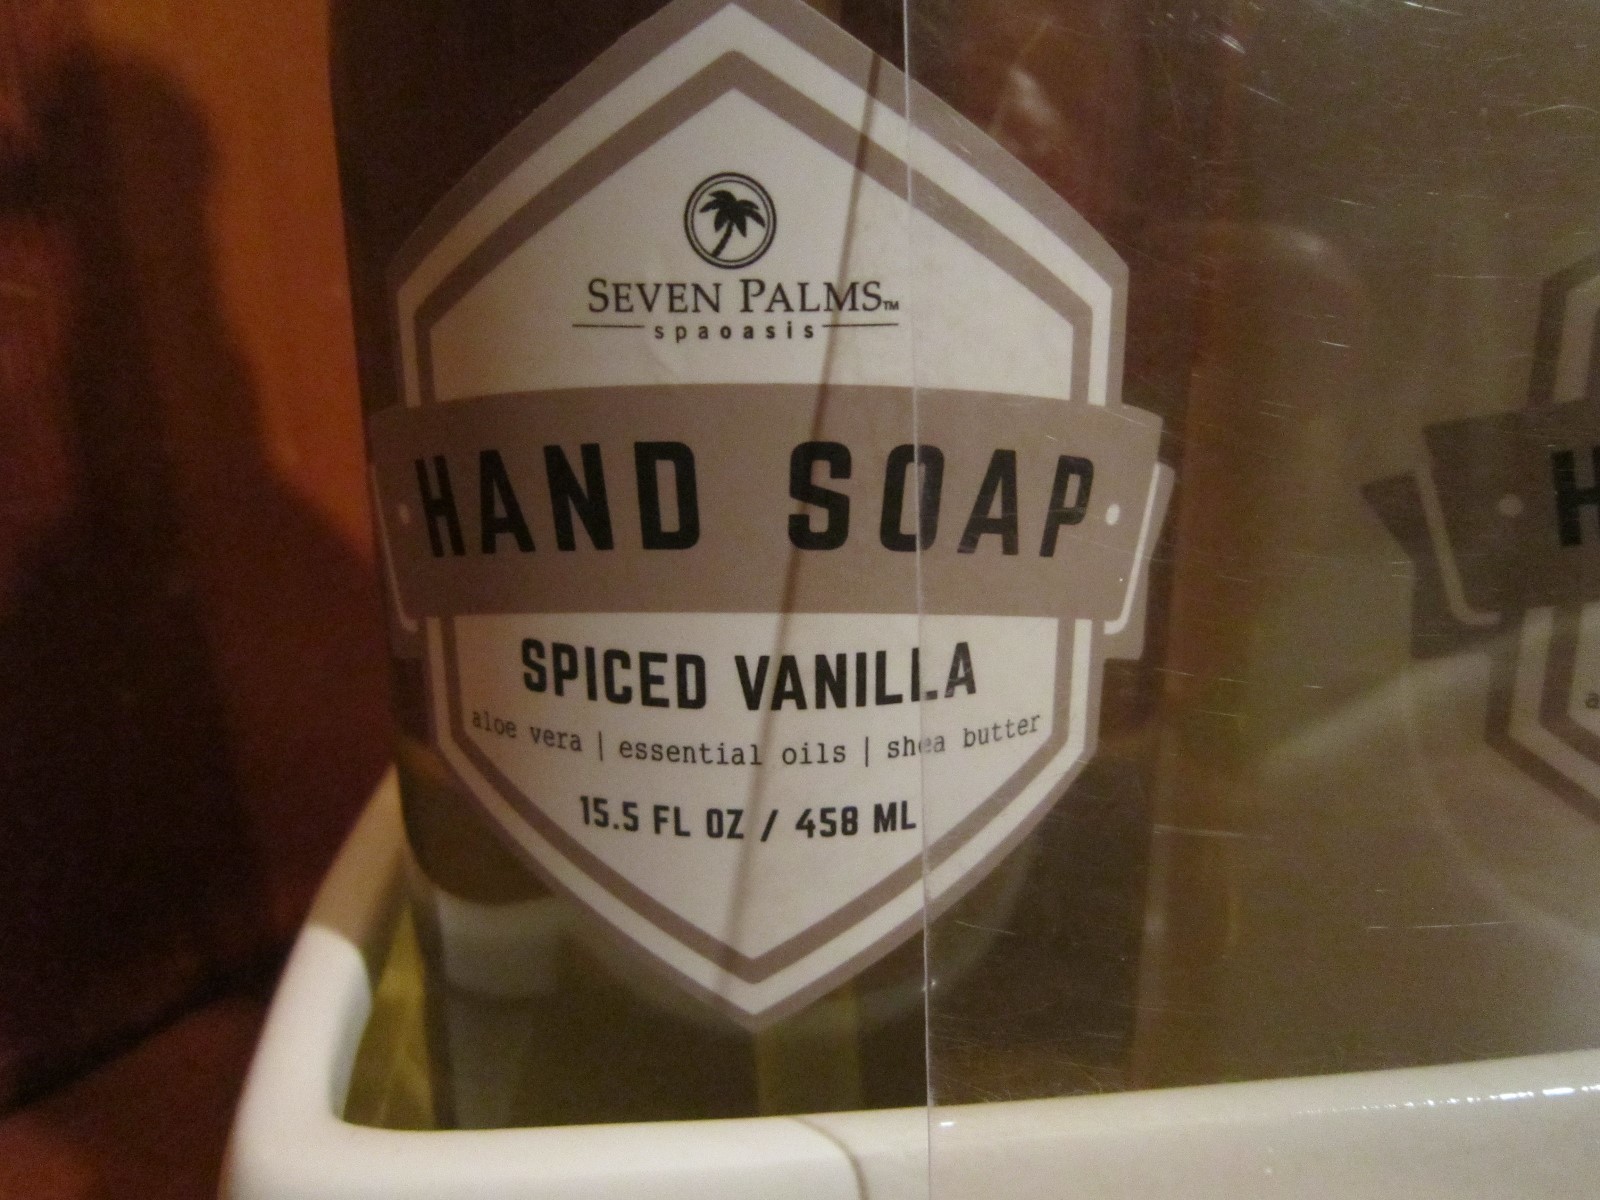 SEVEN PALMS™
spaoasis
HAND SOAP
SPICED VANILLA
aloe vera | essential oils | shea butter
15.5 FL OZ / 458 ML
H
a